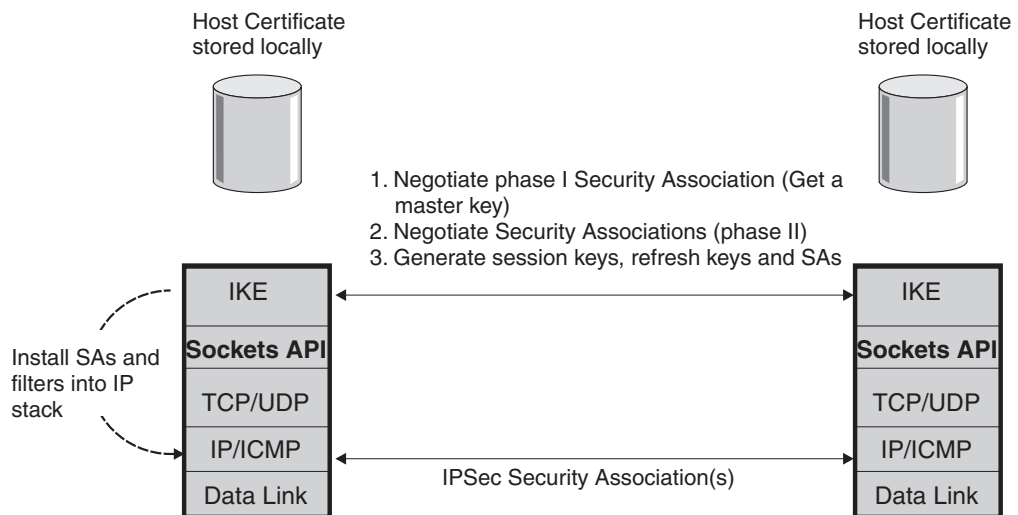 Host Certificate
stored locally
Host Certificate
stored locally
1. Negotiate phase I Security Association (Get a
master key)
2. Negotiate Security Associations (phase II)
3. Generate session keys, refresh keys and SAs
IKE
IKE
Sockets API
Sockets API
Install SAs and
filters into IP
stack
TCP/UDP
TCP/UDP
IP/ICMP
IP/ICMP
IPSec Security Association(s)
Data Link
Data Link